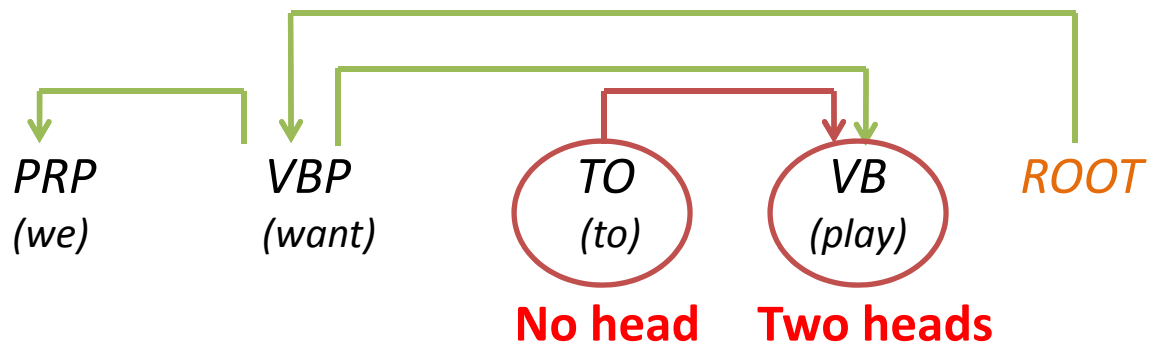 PRP VBP TO VB ROOT
(we) (want) (to) (play)
No head Two heads